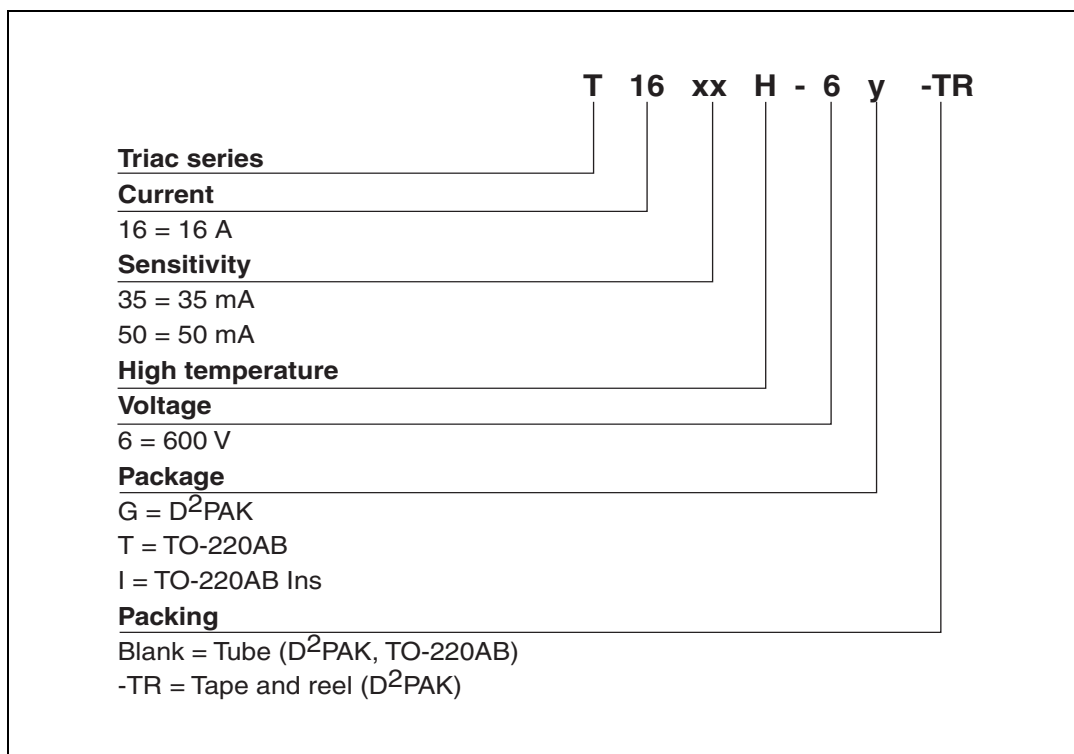 T 16 xx H - 6 y -TR
Triac series
Current
16 = 16 A
Sensitivity
35 = 35 mA
50 = 50 mA
High temperature
Voltage
6 = 600 V
Package
G = D²PAK
T = TO-220AB
I = TO-220AB Ins
Packing
Blank = Tube (D²PAK, TO-220AB)
-TR = Tape and reel (D²PAK)